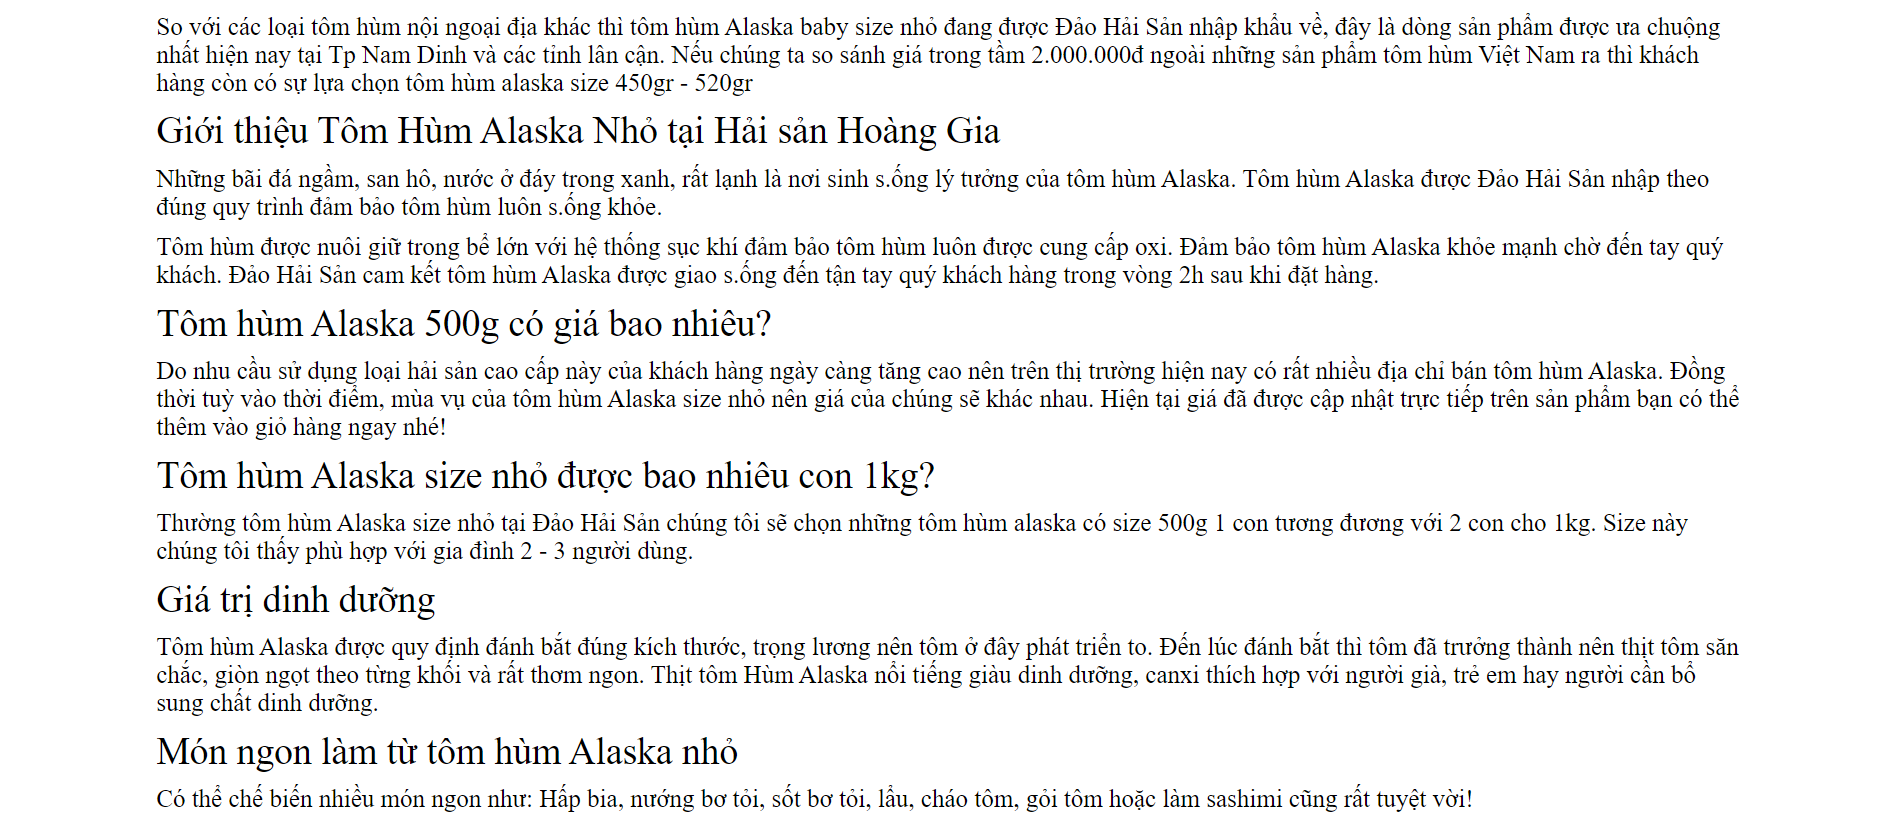 So với các loại tôm hùm nội ngoại địa khác thì tôm hùm Alaska baby size nhỏ đang được Đảo Hải Sản nhập khẩu về, đây là dòng sản phẩm được ưa chuộng
nhất hiện nay tại Tp Nam Dinh và các tỉnh lân cận. Nếu chúng ta so sánh giá trong tầm 2.000.000đ ngoài những sản phẩm tôm hùm Việt Nam ra thì khách
hàng còn có sự lựa chọn tôm hùm alaska size 450gr - 520gr
Giới thiệu Tôm Hùm Alaska Nhỏ tại Hải sản Hoàng Gia
Những bãi đá ngầm, san hô, nước ở đáy trong xanh, rất lạnh là nơi sinh s.ống lý tưởng của tôm hùm Alaska. Tôm hùm Alaska được Đảo Hải Sản nhập theo
đúng quy trình đảm bảo tôm hùm luôn s.ống khỏe.
Tôm hùm được nuôi giữ trong bể lớn với hệ thống sục khí đảm bảo tôm hùm luôn được cung cấp oxi. Đảm bảo tôm hùm Alaska khỏe mạnh chờ đến tay quý
khách. Đảo Hải Sản cam kết tôm hùm Alaska được giao s.ống đến tận tay quý khách hàng trong vòng 2h sau khi đặt hàng.
Tôm hùm Alaska 500g có giá bao nhiêu?
Do nhu cầu sử dụng loại hải sản cao cấp này của khách hàng ngày càng tăng cao nên trên thị trường hiện nay có rất nhiều địa chỉ bán tôm hùm Alaska. Đồng
thời tuỳ vào thời điểm, mùa vụ của tôm hùm Alaska size nhỏ nên giá của chúng sẽ khác nhau. Hiện tại giá đã được cập nhật trực tiếp trên sản phẩm bạn có thể
thêm vào giỏ hàng ngay nhé!
Tôm hùm Alaska size nhỏ được bao nhiêu con 1kg?
Thường tôm hùm Alaska size nhỏ tại Đảo Hải Sản chúng tôi sẽ chọn những tôm hùm alaska có size 500g 1 con tương đương với 2 con cho 1kg. Size này
chúng tôi thấy phù hợp với gia đình 2 - 3 người dùng.
Giá trị dinh dưỡng
Tôm hùm Alaska được quy định đánh bắt đúng kích thước, trọng lương nên tôm ở đây phát triển to. Đến lúc đánh bắt thì tôm đã trưởng thành nên thịt tôm săn
chắc, giòn ngọt theo từng khối và rất thơm ngon. Thịt tôm Hùm Alaska nổi tiếng giàu dinh dưỡng, canxi thích hợp với người già, trẻ em hay người cần bổ
sung chất dinh dưỡng.
Món ngon làm từ tôm hùm Alaska nhỏ
Có thể chế biến nhiều món ngon như: Hấp bia, nướng bơ tỏi, sốt bơ tỏi, lẩu, cháo tôm, gỏi tôm hoặc làm sashimi cũng rất tuyệt vời!